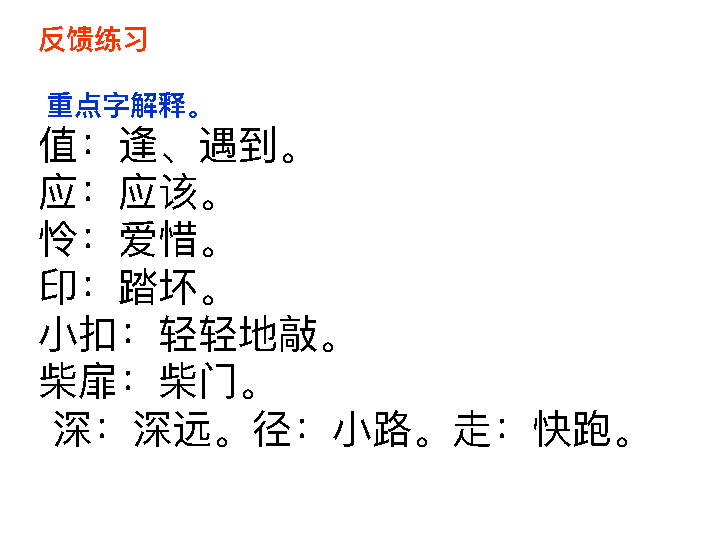 反馈练习
重点字解释。
值：逢、遇到。
应：应该。
怜：爱惜。
印：踏坏。
小扣：轻轻地敲。
柴扉：柴门。
深：深远。径：小路。走：快跑。